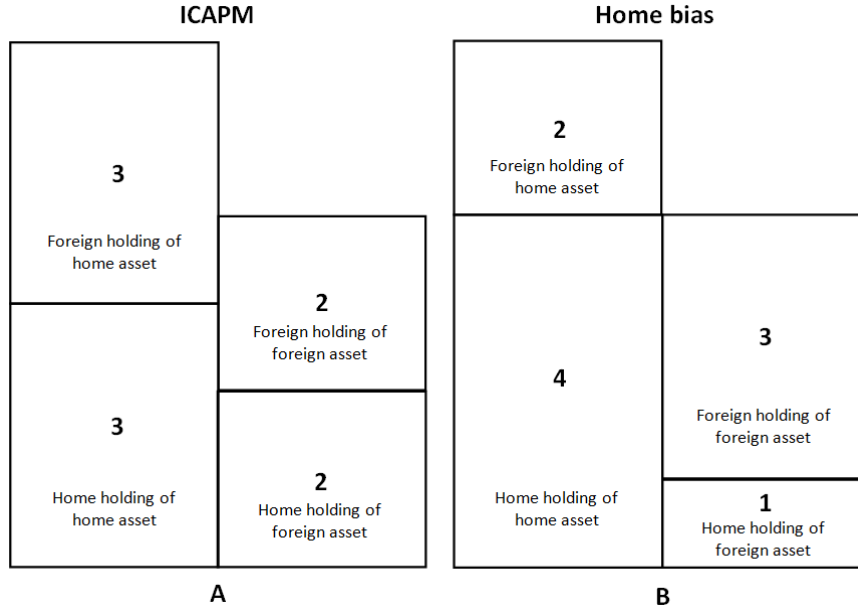 ICAPM
Home bias
3
Foreign holding of
home asset
2
Foreign holding of
foreign asset
3
Home holding of
home asset
2
Home holding of
foreign asset
A
2
Foreign holding of
home asset
3
Foreign holding of
foreign asset
4
Home holding of
home asset
1
Home holding of
foreign asset
B